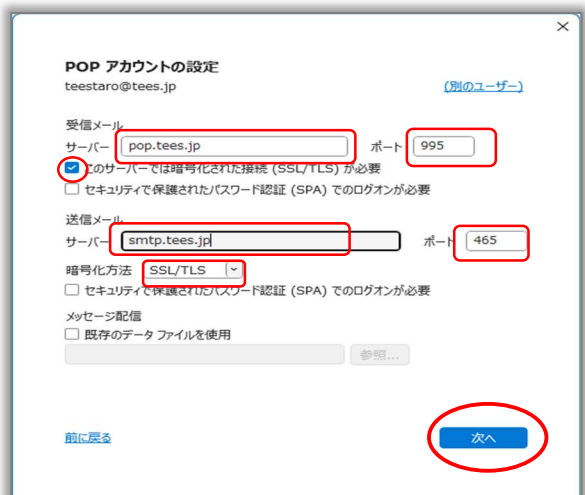 POP アカウントの設定
teestaro@tees.jp (別のユーザー)
受信メール
サーバー pop.tees.jp ポート 995
このサーバーでは暗号化された接続 (SSL/TLS) が必要
セキュリティで保護されたパスワード認証 (SPA) でのログオンが必要
送信メール
サーバー smtp.tees.jp ポート 465
暗号化方法 SSL/TLS
セキュリティで保護されたパスワード認証 (SPA) でのログオンが必要
メッセージ配信
既存のデータ ファイルを使用
参照...
前に戻る 次へ